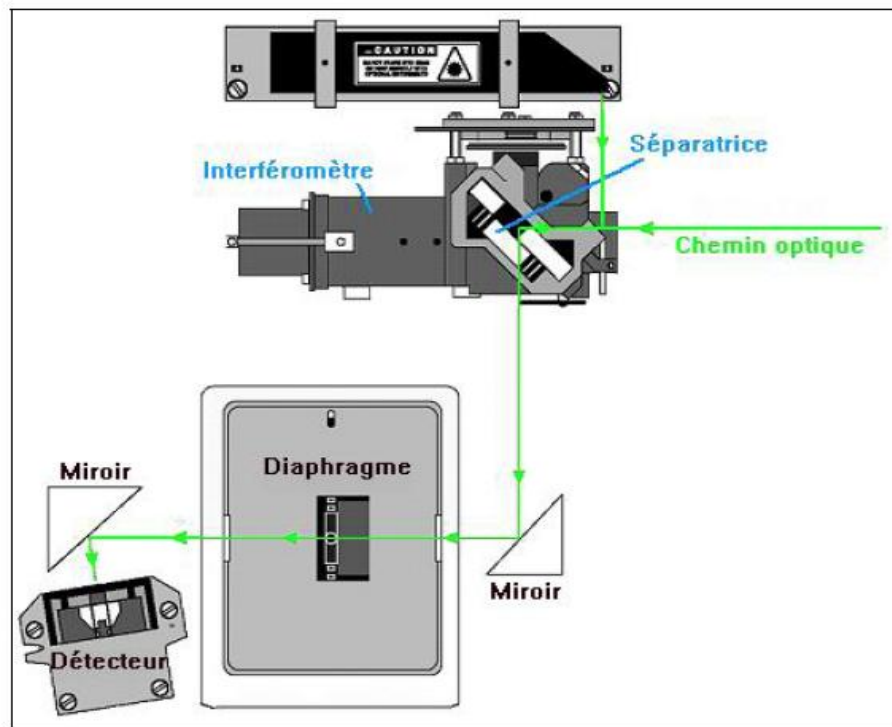 CAUTION
Séparatrice
Interféromètre
Chemin optique
Diaphragme
Miroir
Miroir
Détecteur